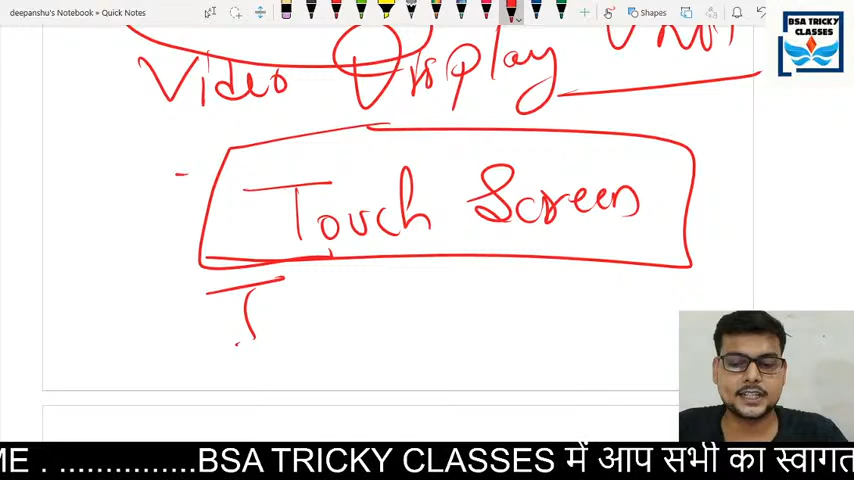 deepanshu's Notebook » Quick Notes
Shapes
BSA TRICKY
CLASSES
Video Display
Touch Screen
ME . ...............BSA TRICKY CLASSES में आप सभी का स्वागत